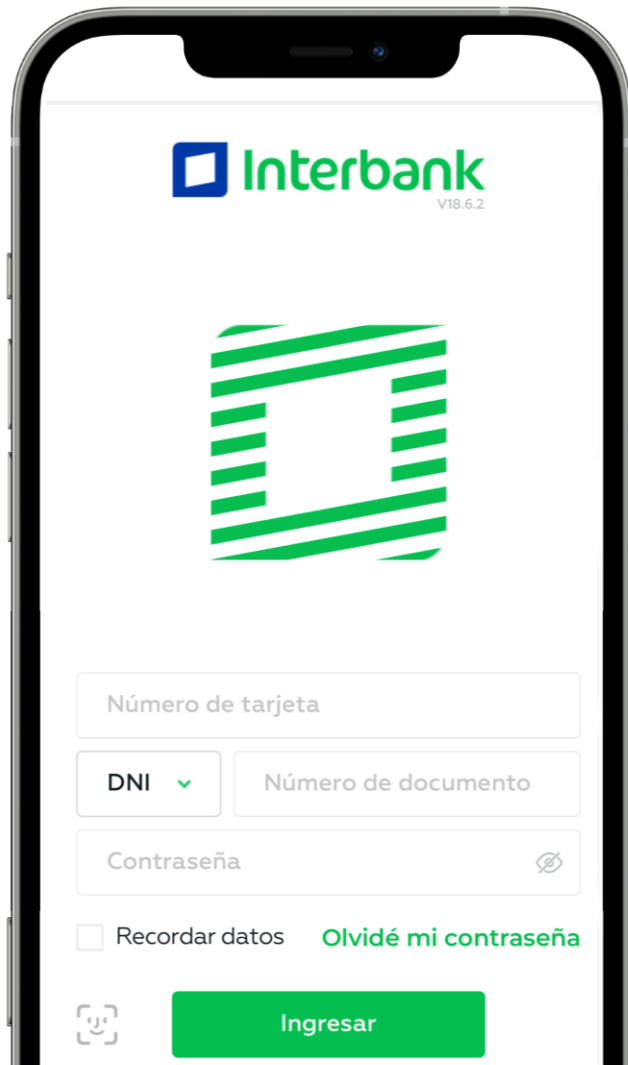 Interbank
V18.6.2
Número de tarjeta
DNI
Número de documento
Contraseña
Recordar datos
Olvidé mi contraseña
Ingresar